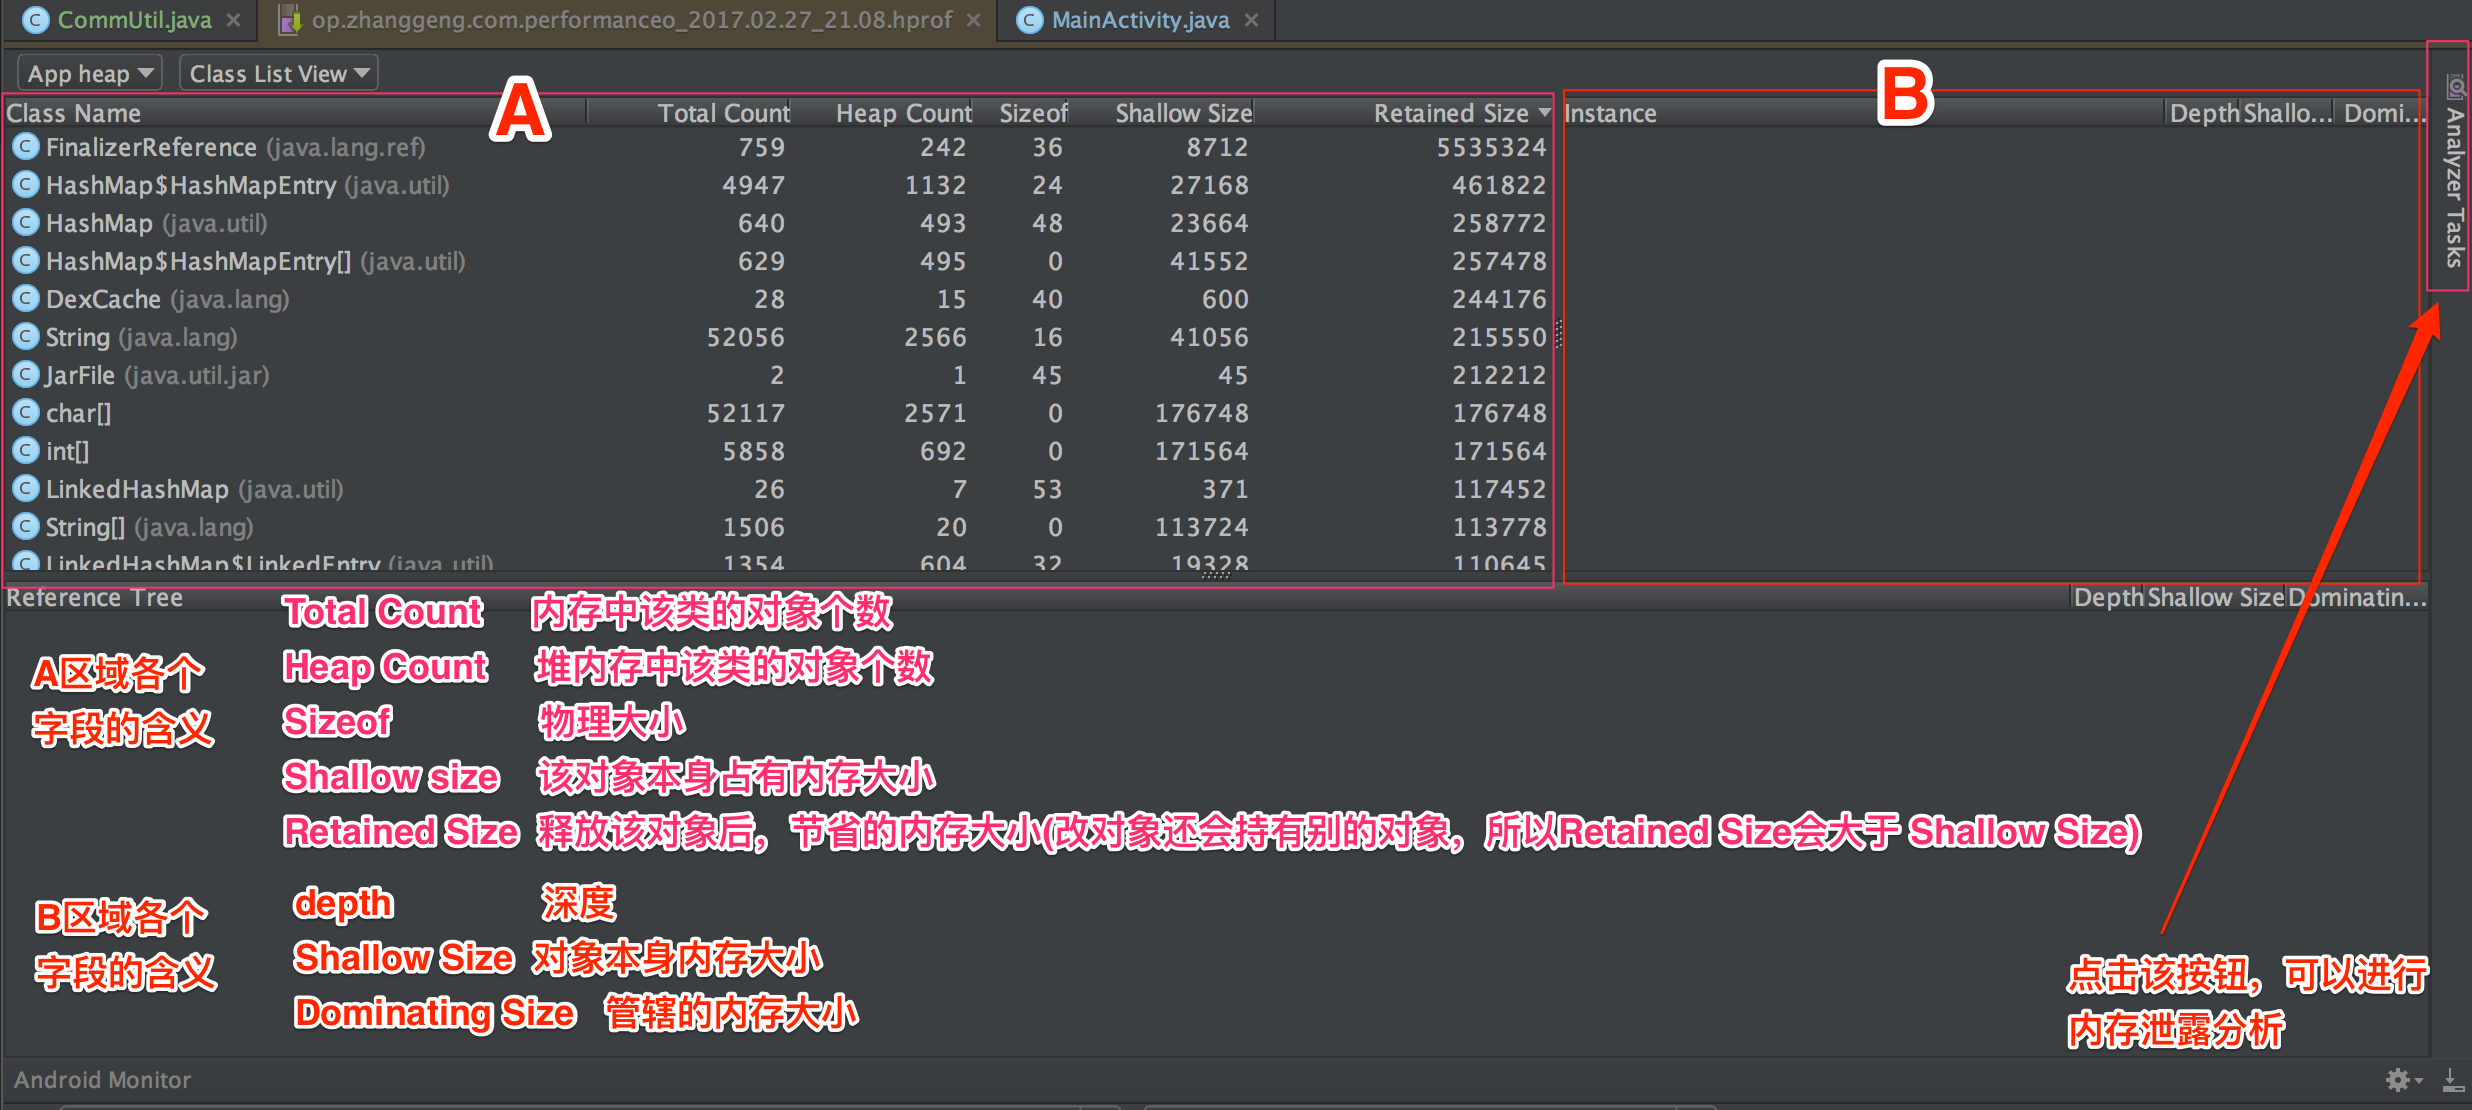 CommUtil.java
op.zhanggeng.com.performanceo_2017.02.27_21.08.hprof
MainActivity.java
App heap
Class List View
A
B
Class Name Total Count Heap Count Sizeof Shallow Size Retained Size Instance Depth Shallo... Domi...
FinalizerReference (java.lang.ref) 759 242 36 8712 5535324
HashMap$HashMapEntry (java.util) 4947 1132 24 27168 461822
HashMap (java.util) 640 493 48 23664 258772
HashMap$HashMapEntry[] (java.util) 629 495 0 41552 257478
DexCache (java.lang) 28 15 40 600 244176
String (java.lang) 52056 2566 16 41056 215550
JarFile (java.util.jar) 2 1 45 45 212212
char[] 52117 2571 0 176748 176748
int[] 5858 692 0 171564 171564
LinkedHashMap (java.util) 26 7 53 371 117452
String[] (java.lang) 1506 20 0 113724 113778
LinkedHashMap$LinkedEntry (java.util) 1354 604 32 19328 110645
Analyzer Tasks
Reference Tree Depth Shallow Size Dominatin...
A区域各个
字段的含义
Total Count 内存中该类的对象个数
Heap Count 堆内存中该类的对象个数
Sizeof 物理大小
Shallow size 该对象本身占有内存大小
Retained Size 释放该对象后，节省的内存大小(改对象还会持有别的对象，所以Retained Size会大于 Shallow Size)
B区域各个
字段的含义
depth 深度
Shallow Size 对象本身内存大小
Dominating Size 管辖的内存大小
点击该按钮，可以进行
内存泄露分析
Android Monitor